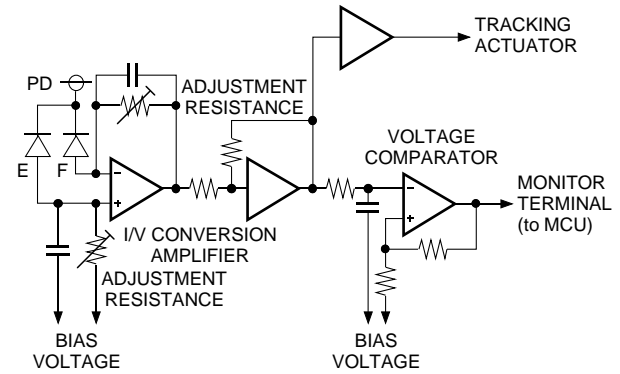 TRACKING
ACTUATOR
PD
ADJUSTMENT
RESISTANCE
VOLTAGE
COMPARATOR
E
F
−
+
−
+
MONITOR
TERMINAL
(to MCU)
I/V CONVERSION
AMPLIFIER
ADJUSTMENT
RESISTANCE
BIAS
VOLTAGE
BIAS
VOLTAGE